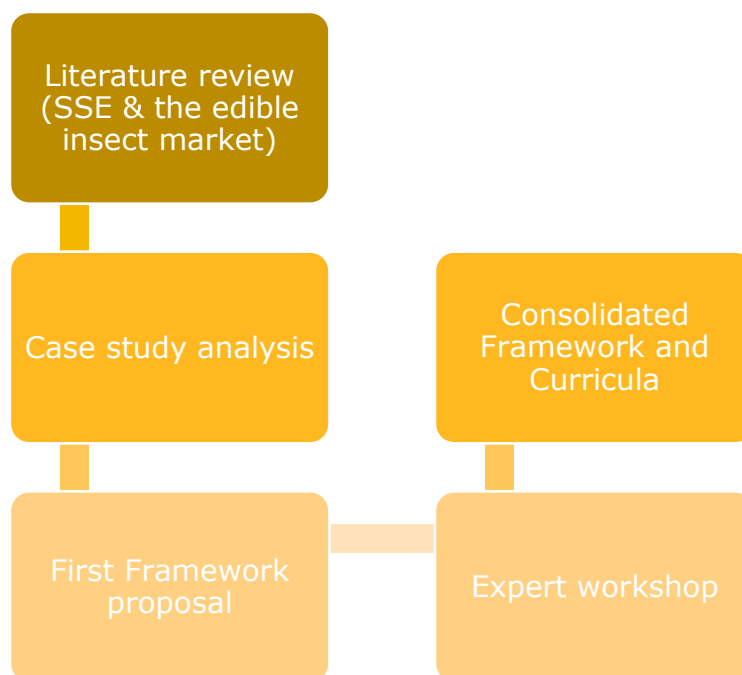 Literature review
(SSE & the edible
insect market)
Case study analysis
First Framework
proposal
Expert workshop
Consolidated
Framework and
Curricula